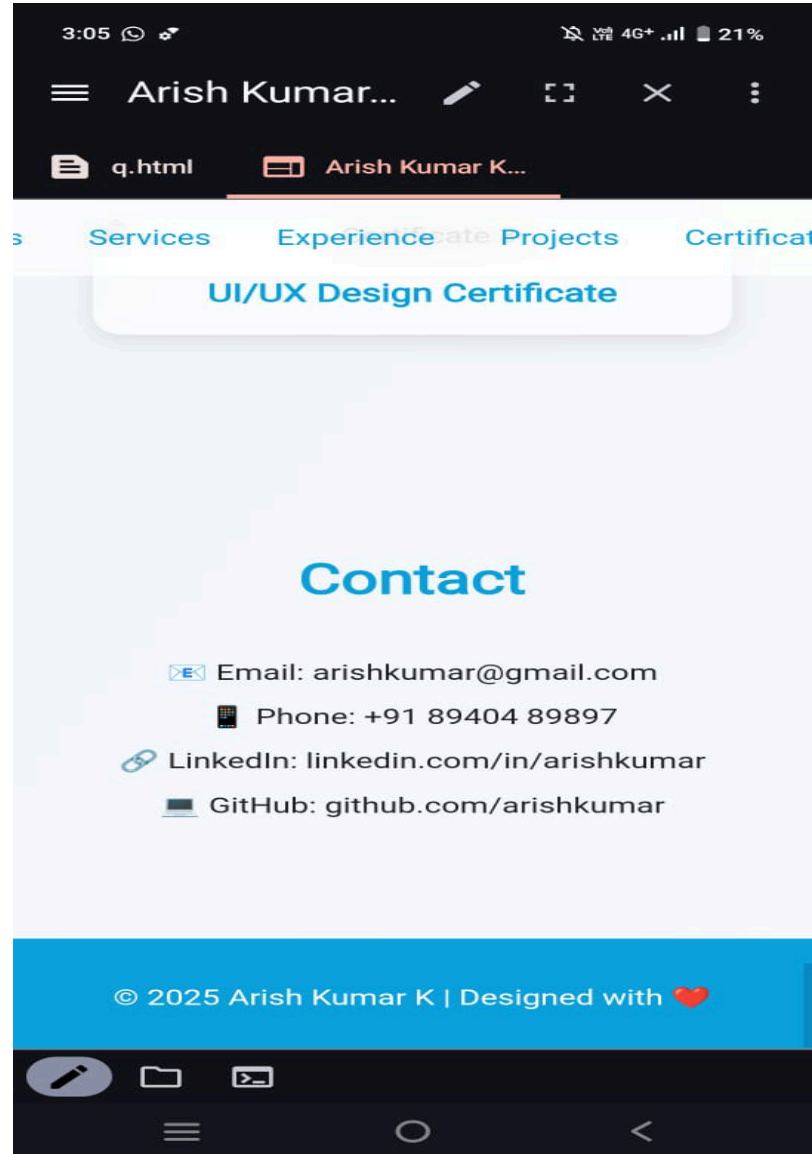 3:05 4G+ 21%
Arish Kumar...
q.html Arish Kumar K...
s Services Experience Projects Certificat
UI/UX Design Certificate
Contact
📧 Email: arishkumar@gmail.com
📱 Phone: +91 89404 89897
🔗 LinkedIn: linkedin.com/in/arishkumar
💻 GitHub: github.com/arishkumar
© 2025 Arish Kumar K | Designed with ❤️